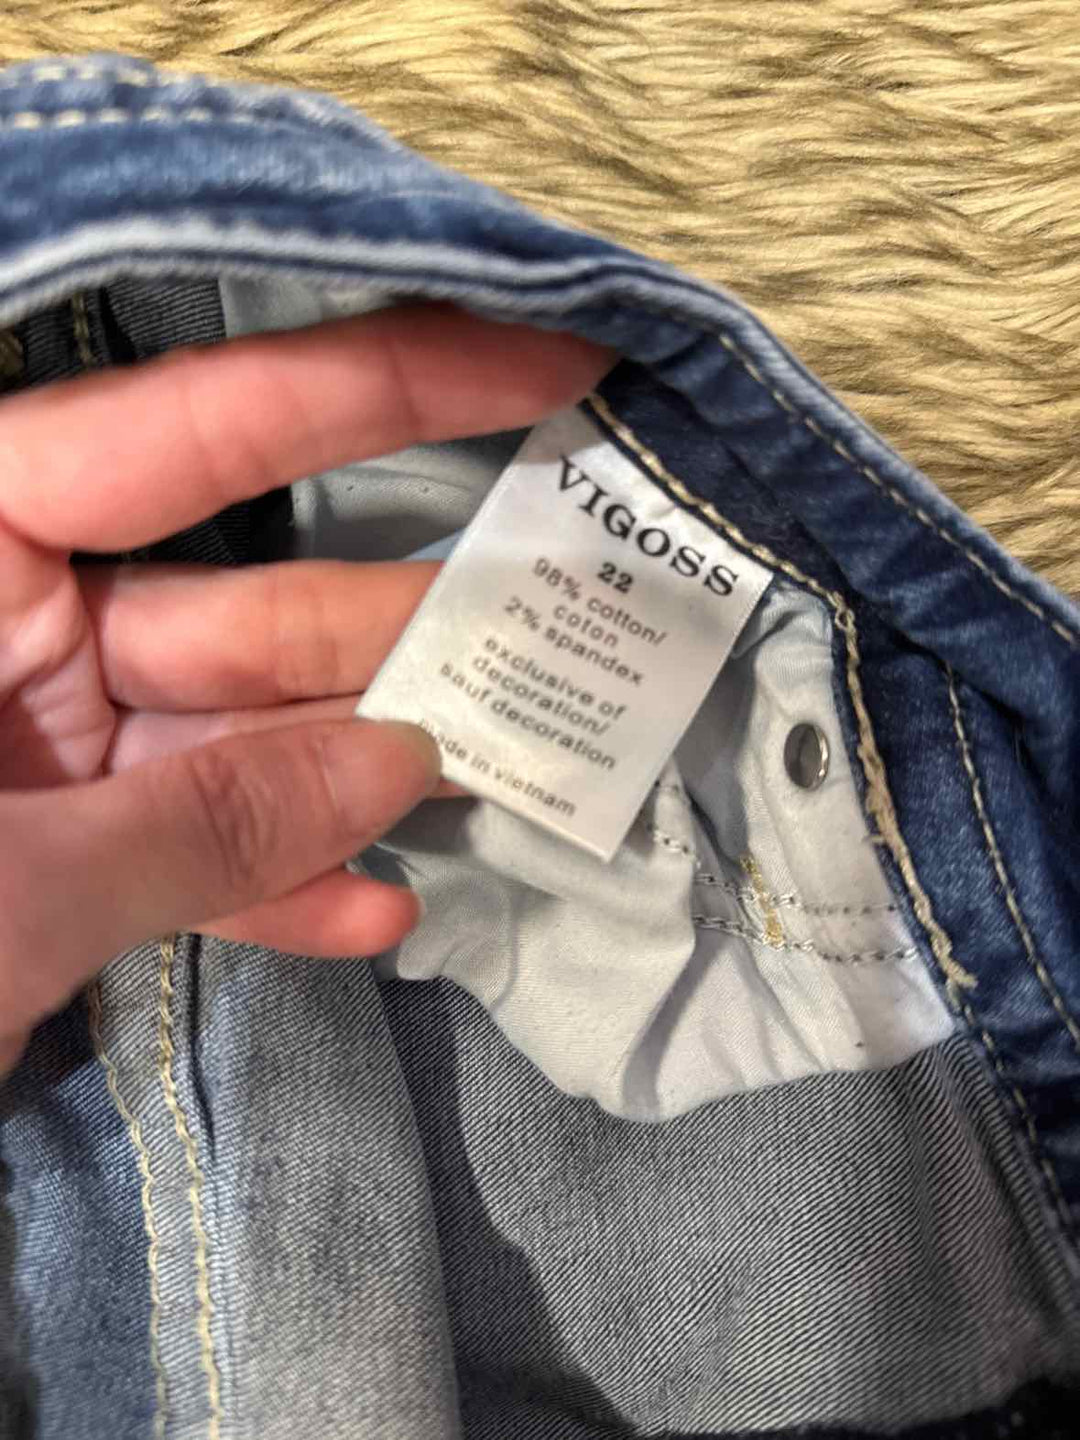 VIGOSS
22
98% cotton/
coton
2% spandex
exclusive of
decoration/
sauf decoration
made in vietnam